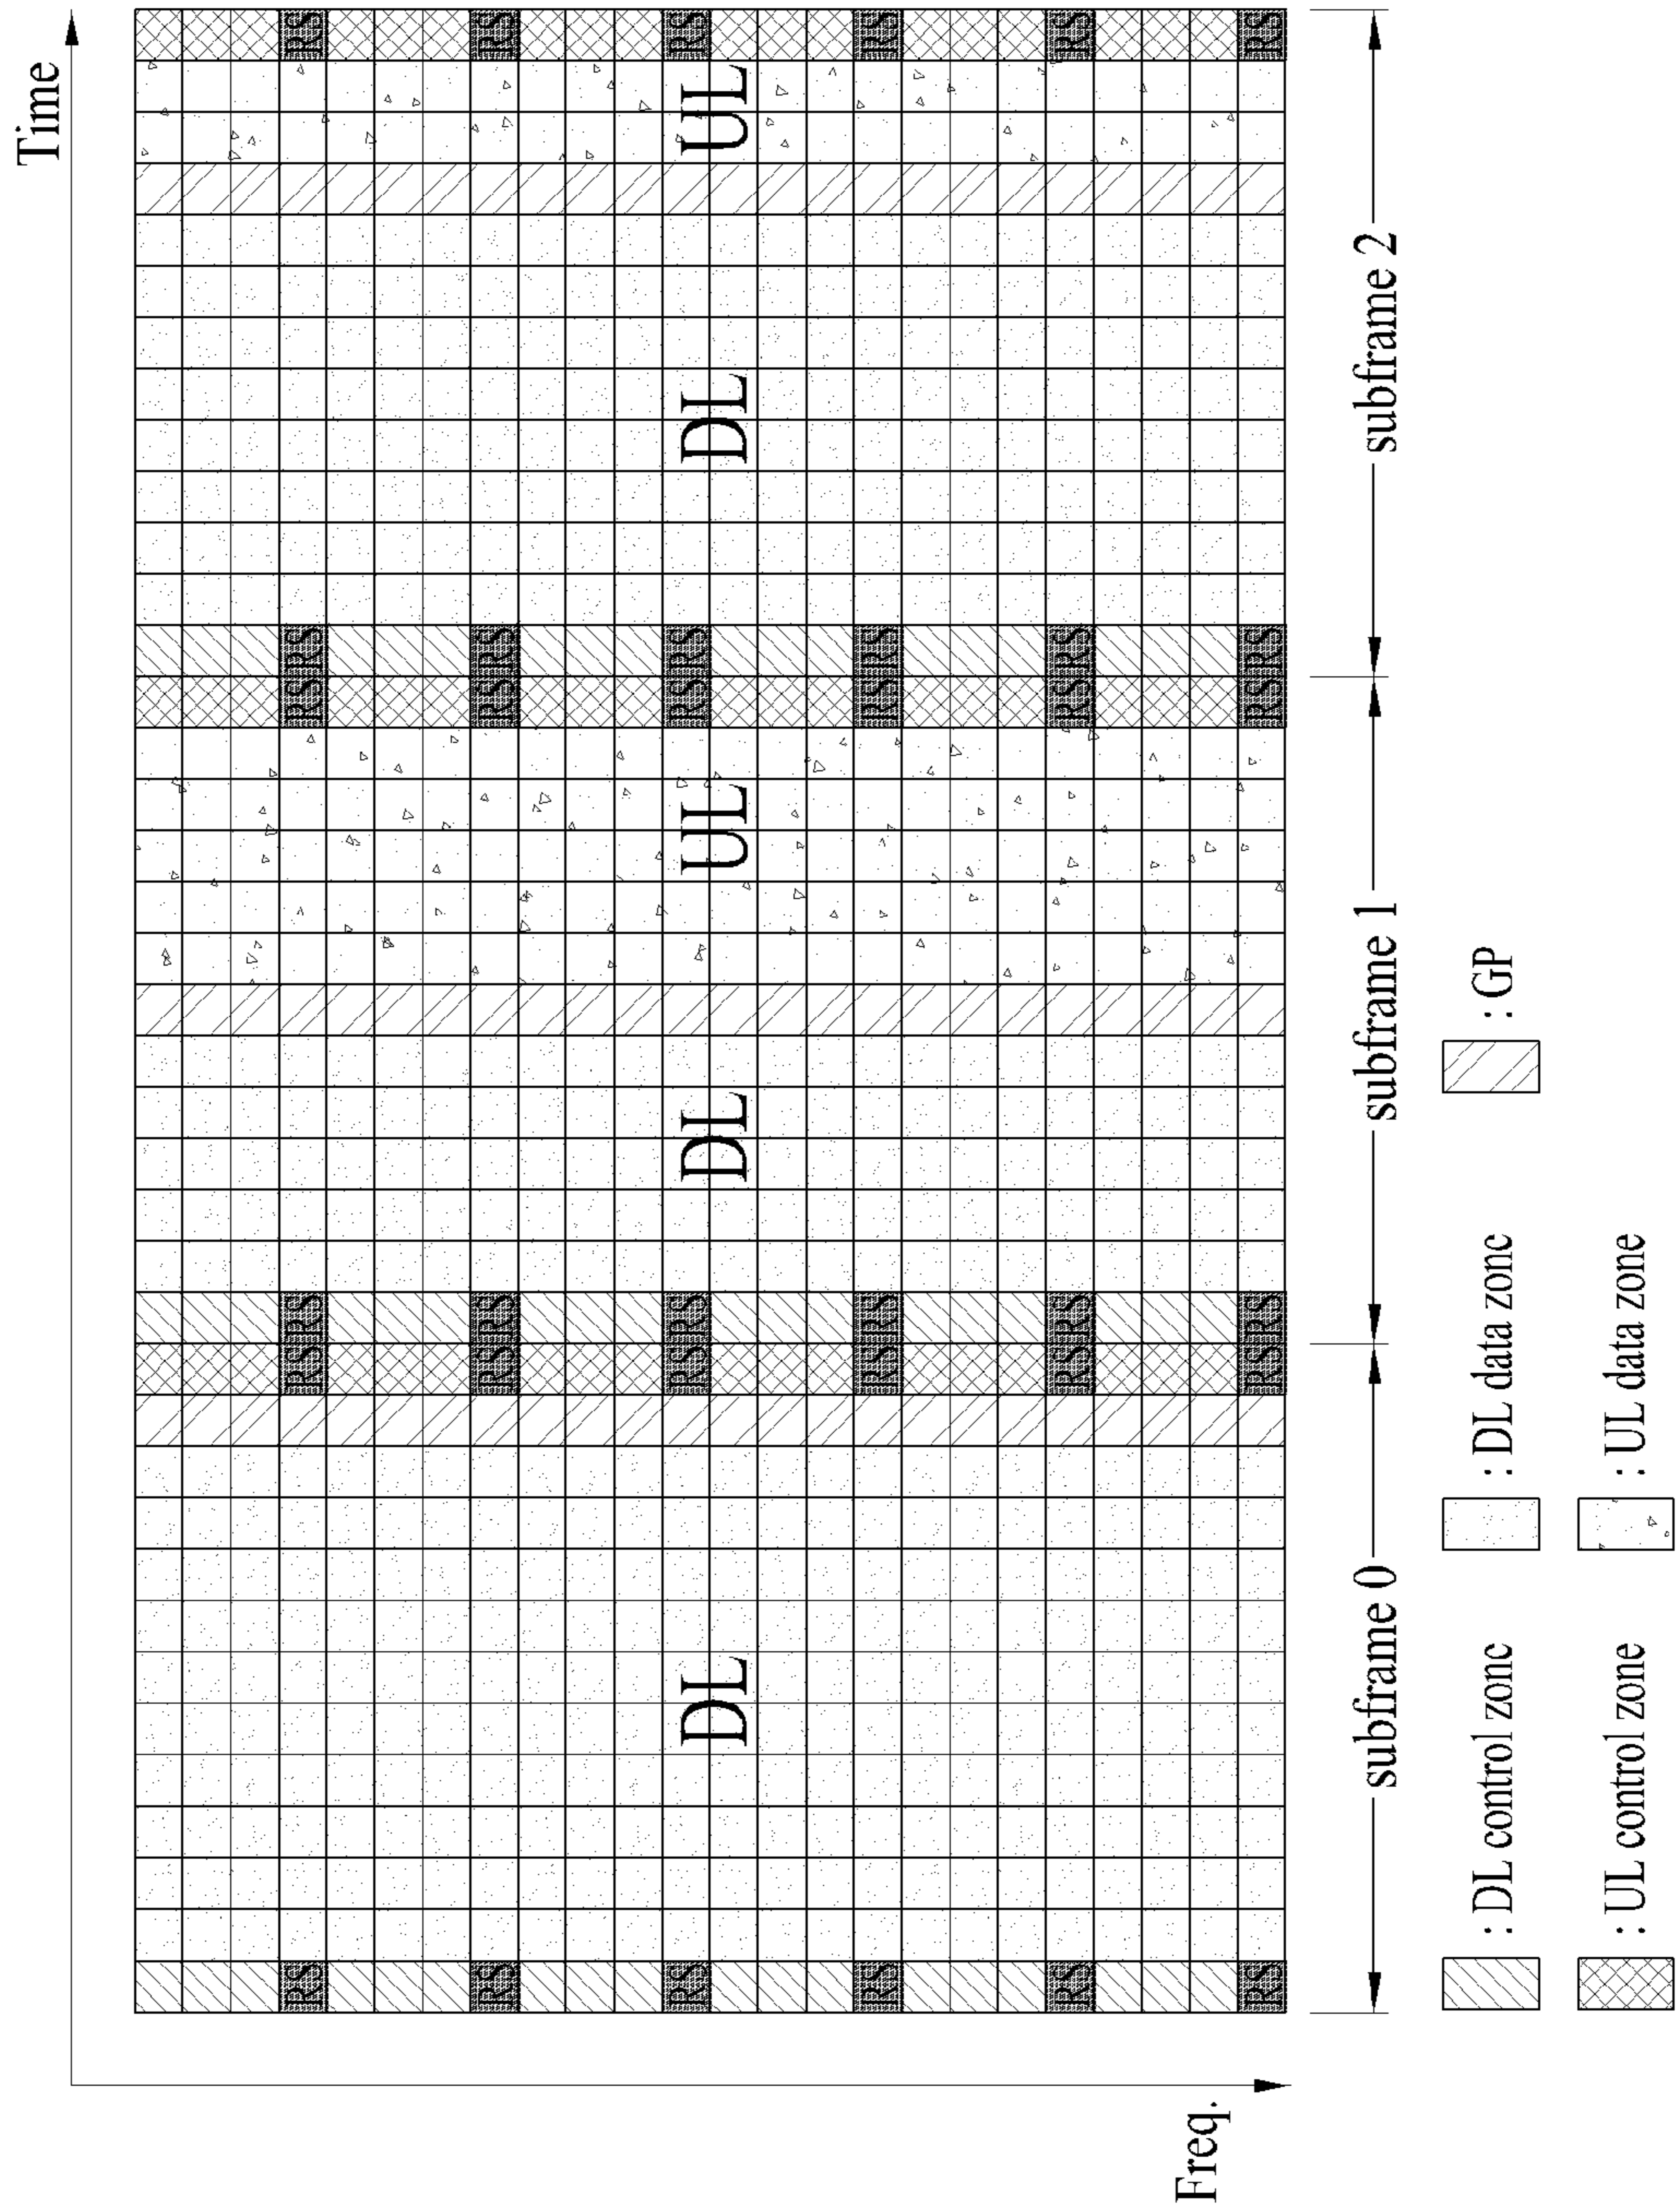 Time
RS RSRS RSRS RS
RS RSRS RSRS RS
RS RSRS RSRS RS
DL DL UL DL UL
RS RSRS RSRS RS
RS RSRS RSRS RS
Freq.
RS RSRS RSRS RS
subframe 0 subframe 1 subframe 2
: DL control zonc : DL data zonc : GP
: UL control zone : UL data zone